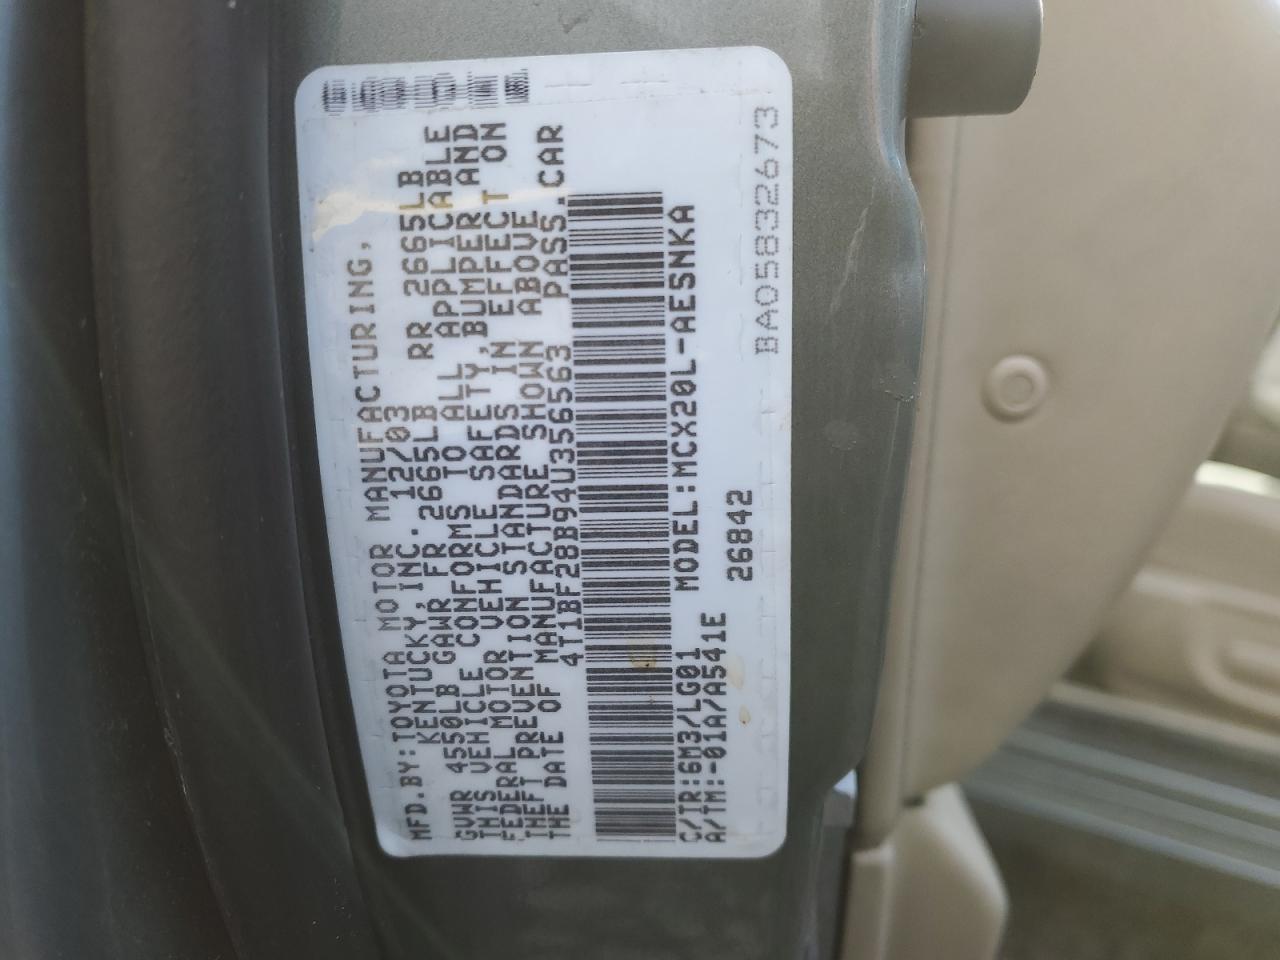 MFD.BY:TOYOTA MOTOR MANUFACTURING,
KENTUCKY,INC. 12/03
GVWR 4550LB GAWR FR 2665LB RR 2665LB
THIS VEHICLE CONFORMS TO ALL APPLICABLE
FEDERAL MOTOR VEHICLE SAFETY,BUMPER AND
THEFT PREVENTION STANDARDS IN EFFECT ON
THE DATE OF MANUFACTURE SHOWN ABOVE
4T1BF28B94U356563 PASS.CAR
MODEL:MCX20L-AESNKA
C/TR:6M3/LG01
A/TM:-01A/A541E
26842
BA05832673